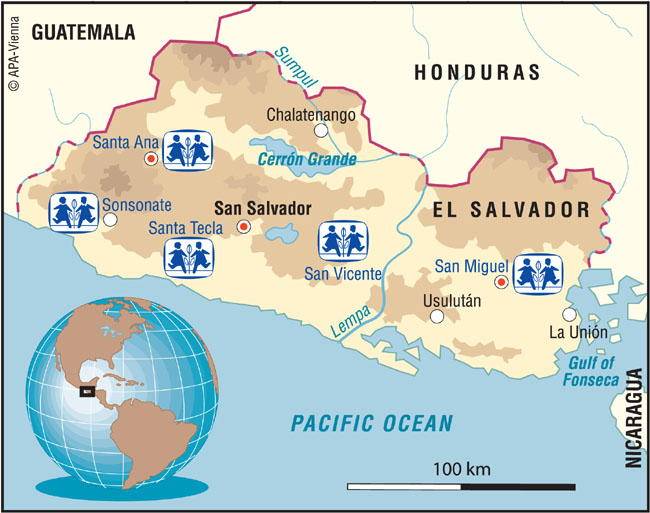 © APA-Vienna
GUATEMALA
HONDURAS
Sumpul
Chalatenango
Santa Ana
Cerrón Grande
Sonsonate
Santa Tecla
San Salvador
EL SALVADOR
San Vicente
San Miguel
Lempa
Usulután
La Unión
Gulf of
Fonseca
NICARAGUA
PACIFIC OCEAN
100 km